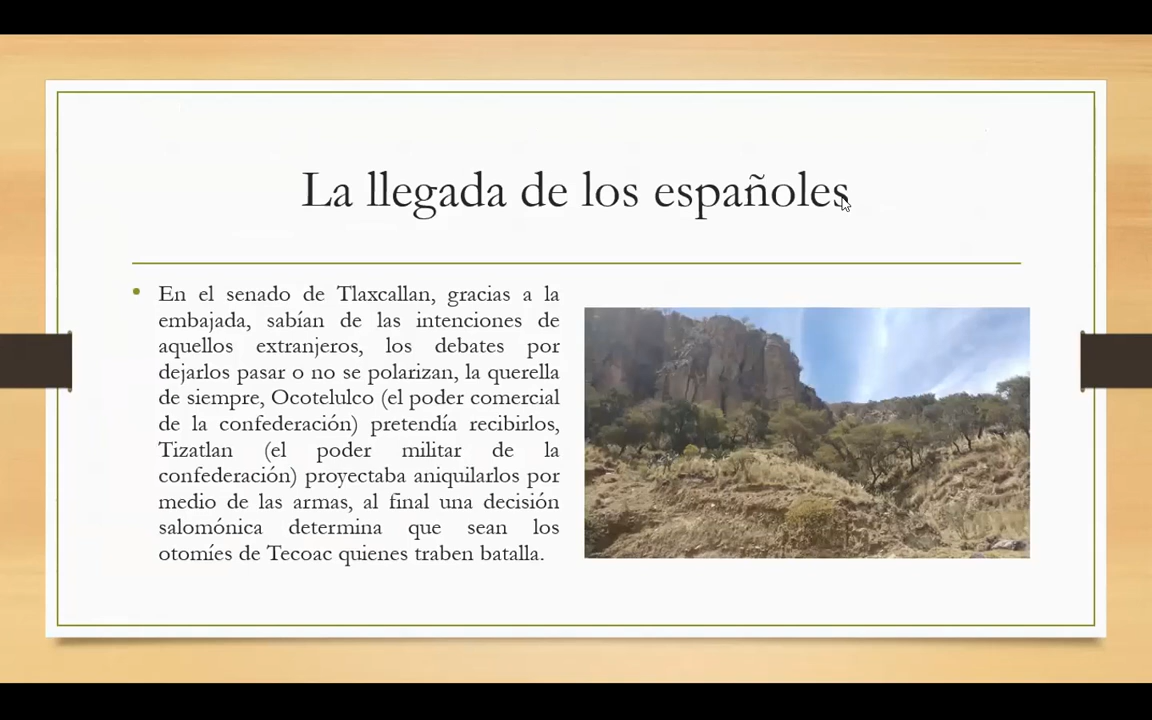 La llegada de los españoles
• En el senado de Tlaxcallan, gracias a la
embajada, sabían de las intenciones de
aquellos extranjeros, los debates por
dejarlos pasar o no se polarizan, la querella
de siempre, Ocotelulco (el poder comercial
de la confederación) pretendía recibirlos,
Tizatlan (el poder militar de la
confederación) proyectaba aniquilarlos por
medio de las armas, al final una decisión
salomónica determina que sean los
otomíes de Tecoac quienes traben batalla.